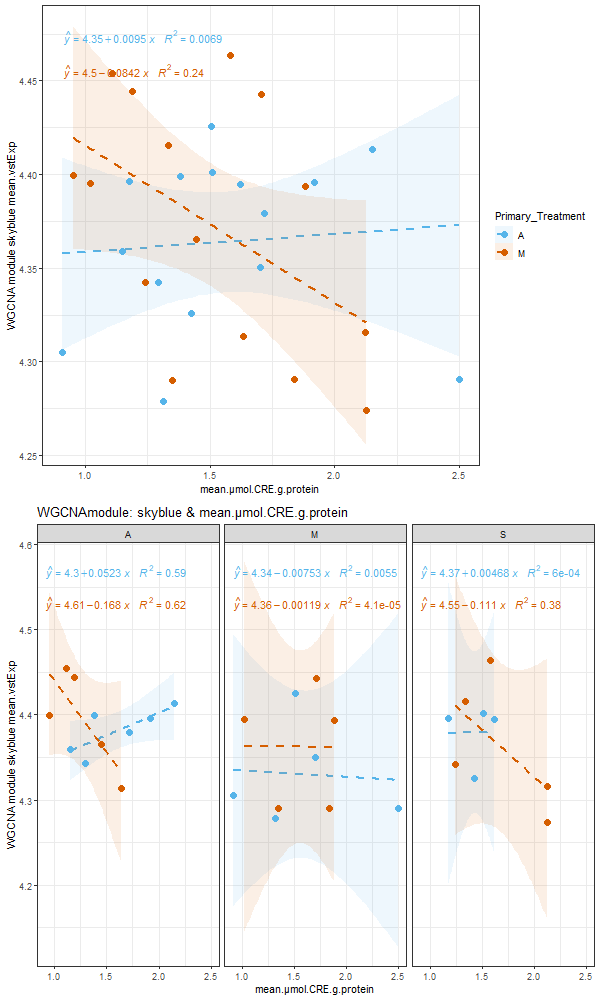 ŷ = 4.35 + 0.0095 x R² = 0.0069
ŷ = 4.5 − 0.0842 x R² = 0.24
4.45
4.40
4.35
4.30
4.25
WGCNA module skyblue mean.vstExp
1.0 1.5 2.0 2.5
mean.µmol.CRE.g.protein
Primary_Treatment
A
M
WGCNAmodule: skyblue & mean.µmol.CRE.g.protein
A M S
ŷ = 4.3 + 0.0523 x R² = 0.59
ŷ = 4.61 − 0.168 x R² = 0.62
ŷ = 4.34 − 0.00753 x R² = 0.0055
ŷ = 4.36 − 0.00119 x R² = 4.1e-05
ŷ = 4.37 + 0.00468 x R² = 6e-04
ŷ = 4.55 − 0.111 x R² = 0.38
4.6
4.5
4.4
4.3
4.2
WGCNA module skyblue mean.vstExp
1.0 1.5 2.0 2.5 1.0 1.5 2.0 2.5 1.0 1.5 2.0 2.5
mean.µmol.CRE.g.protein